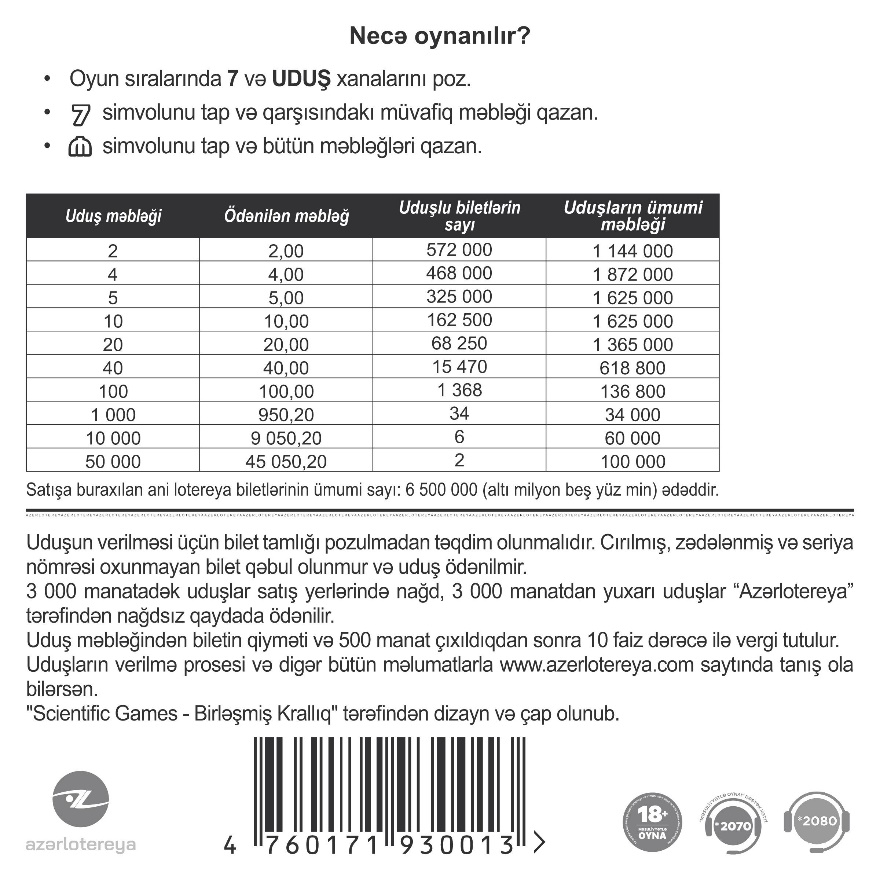 Necə oynanılır?
• Oyun sıralarında 7 və UDUŞ xanalarını poz.
• 7 simvolunu tap və qarşısındakı müvafiq məbləği qazan.
• simvolunu tap və bütün məbləğləri qazan.
Uduş məbləği Ödənilən məbləğ Uduşlu biletlərin sayı Uduşların ümumi məbləği
2 2,00 572 000 1 144 000
4 4,00 468 000 1 872 000
5 5,00 325 000 1 625 000
10 10,00 162 500 1 625 000
20 20,00 68 250 1 365 000
40 40,00 15 470 618 800
100 100,00 1 368 136 800
1 000 950,20 34 34 000
10 000 9 050,20 6 60 000
50 000 45 050,20 2 100 000
Satışa buraxılan ani lotereya biletlərinin ümumi sayı: 6 500 000 (altı milyon beş yüz min) ədəddir.
Uduşun verilməsi üçün bilet tamlığı pozulmadan təqdim olunmalıdır. Cırılmış, zədələnmiş və seriya
nömrəsi oxunmayan bilet qəbul olunmur və uduş ödənilmir.
3 000 manatadək uduşlar satış yerlərində nağd, 3 000 manatdan yuxarı uduşlar “Azərlotereya”
tərəfindən nağdsız qaydada ödənilir.
Uduş məbləğindən biletin qiyməti və 500 manat çıxıldıqdan sonra 10 faiz dərəcə ilə vergi tutulur.
Uduşların verilmə prosesi və digər bütün məlumatlarla www.azerlotereya.com saytında tanış ola
bilərsən.
"Scientific Games - Birləşmiş Krallıq" tərəfindən dizayn və çap olunub.
azərlotereya
4 760171 930013 >
18+
MƏSULİYYƏTLƏ
OYNA
*2070
*2080